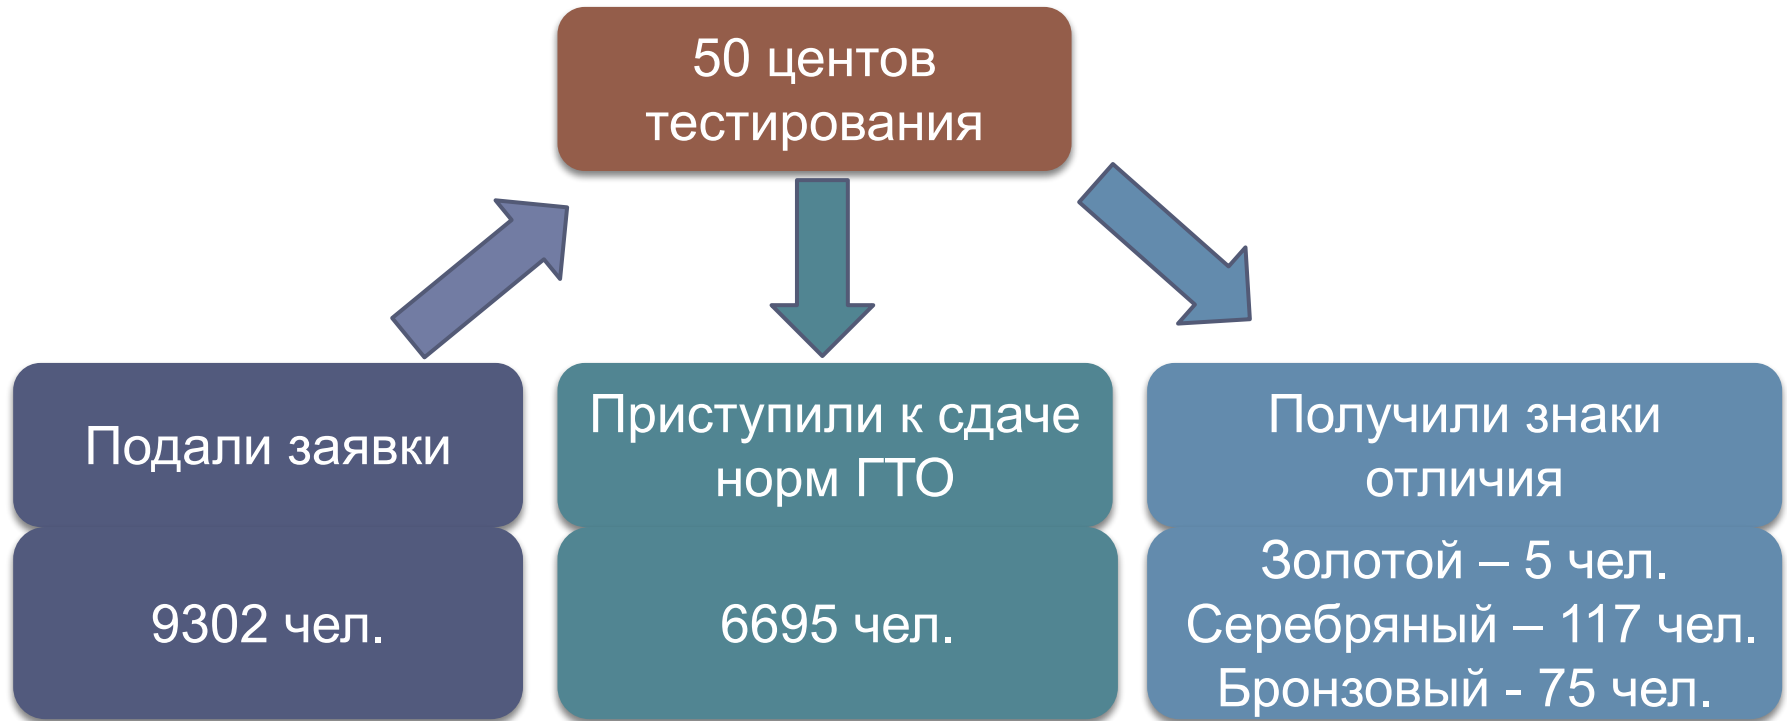 50 центов
тестирования
Подали заявки
9302 чел.
Приступили к сдаче
норм ГТО
6695 чел.
Получили знаки
отличия
Золотой – 5 чел.
Серебряный – 117 чел.
Бронзовый - 75 чел.